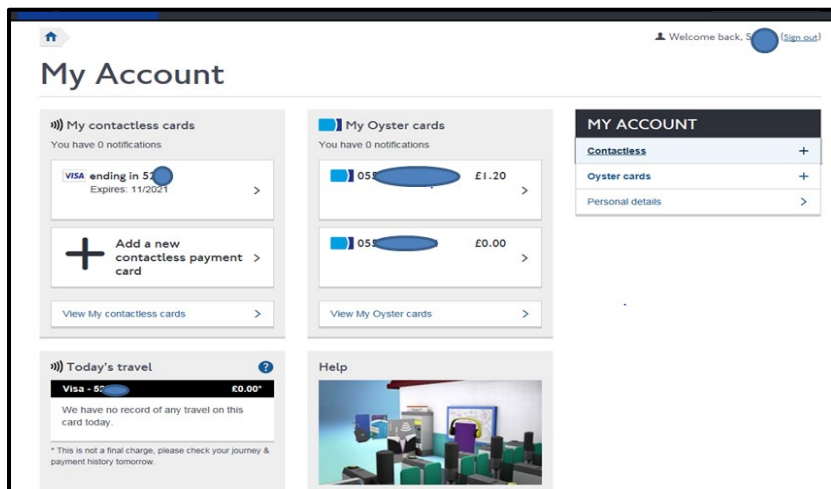 Welcome back, S (Sign out)
My Account
My contactless cards
You have 0 notifications
VISA ending in 52
Expires: 11/2021
Add a new
contactless payment
card
View My contactless cards
My Oyster cards
You have 0 notifications
055 £1.20
055 £0.00
View My Oyster cards
MY ACCOUNT
Contactless +
Oyster cards +
Personal details
Today's travel ?
Visa - 52 £0.00*
We have no record of any travel on this
card today.
* This is not a final charge, please check your journey &
payment history tomorrow.
Help